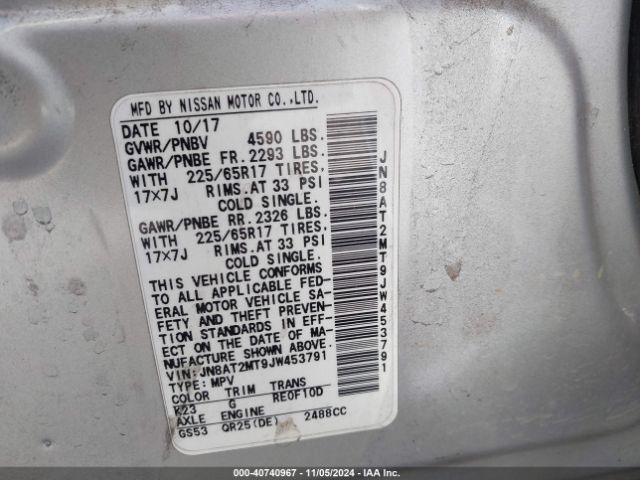 MFD BY NISSAN MOTOR CO.,LTD.
DATE 10/17
GVWR/PNBV 4590 LBS.
GAWR/PNBE FR. 2293 LBS.
WITH 225/65R17 TIRES,
17x7J RIMS,AT 33 PSI
COLD SINGLE.
GAWR/PNBE RR. 2326 LBS.
WITH 225/65R17 TIRES,
17x7J RIMS,AT 33 PSI
COLD SINGLE.
THIS VEHICLE CONFORMS
TO ALL APPLICABLE FED-
ERAL MOTOR VEHICLE SA-
FETY AND THEFT PREVEN-
TION STANDARDS IN EFF-
ECT ON THE DATE OF MA-
NUFACTURE SHOWN ABOVE.
VIN:JN8AT2MT9JW453791
TYPE:MPV
COLOR TRIM TRANS
K23 G RE0F10D
AXLE ENGINE
GS53 QR25(DE) 2488CC
JN8AT2MT9JW453791
STOCK: 40740967 - 11/05/2024 - IAA Inc.